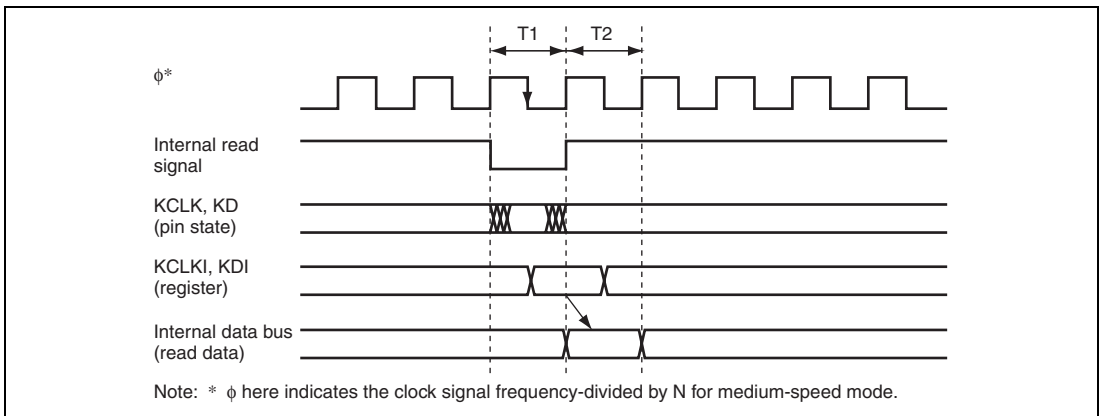 T1 T2
φ*
Internal read
signal
KCLK, KD
(pin state)
KCLKI, KDI
(register)
Internal data bus
(read data)
Note: * φ here indicates the clock signal frequency-divided by N for medium-speed mode.